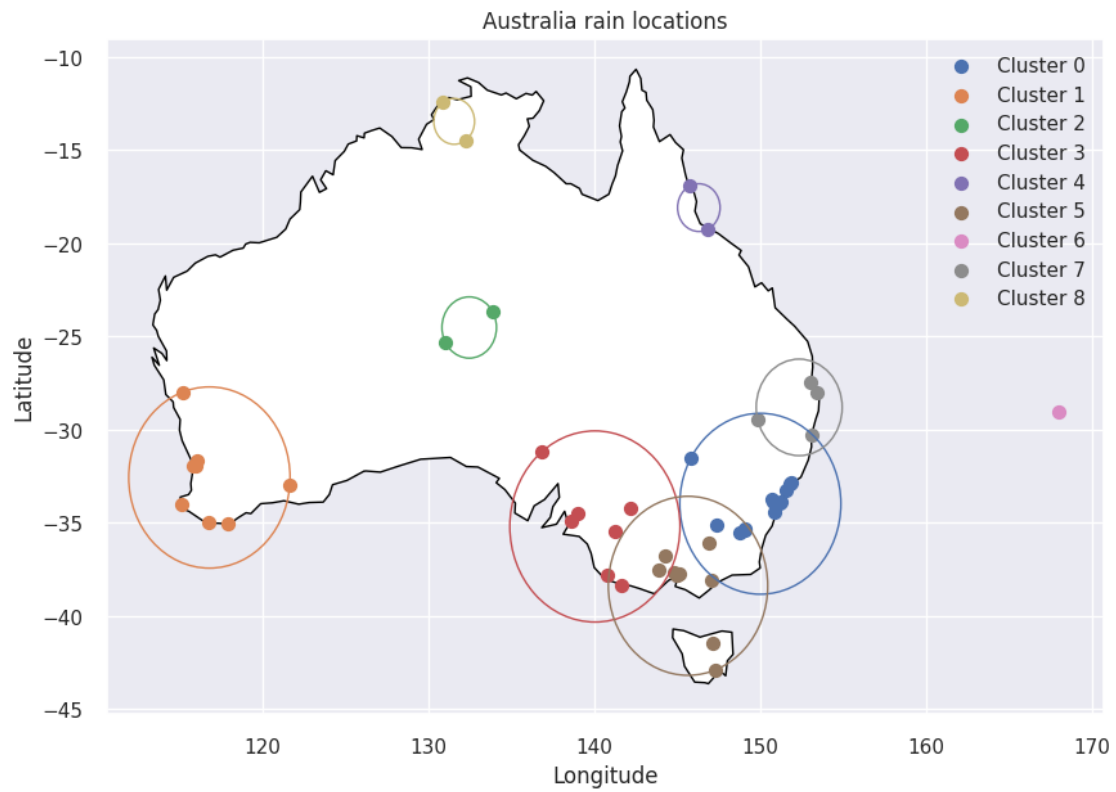 Australia rain locations
−10
−15
−20
−25
−30
−35
−40
−45
Latitude
Cluster 0
Cluster 1
Cluster 2
Cluster 3
Cluster 4
Cluster 5
Cluster 6
Cluster 7
Cluster 8
120 130 140 150 160 170
Longitude